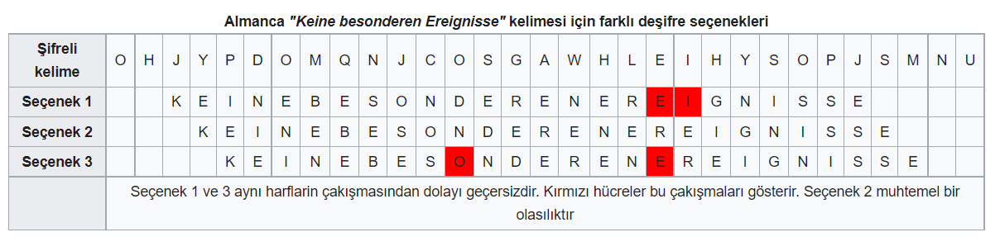 Almanca "Keine besonderen Ereignisse" kelimesi için farklı deşifre seçenekleri
Şifreli kelime O H J Y P D O M Q N J C O S G A W H L E I H Y S O P J S M N U
Seçenek 1 K E I N E B E S O N D E R E N E R E I G N I S S E
Seçenek 2 K E I N E B E S O N D E R E N E R E I G N I S S E
Seçenek 3 K E I N E B E S O N D E R E N E R E I G N I S S E
Seçenek 1 ve 3 aynı harflarin çakışmasından dolayı geçersizdir. Kırmızı hücreler bu çakışmaları gösterir. Seçenek 2 muhtemel bir
olasılıktır